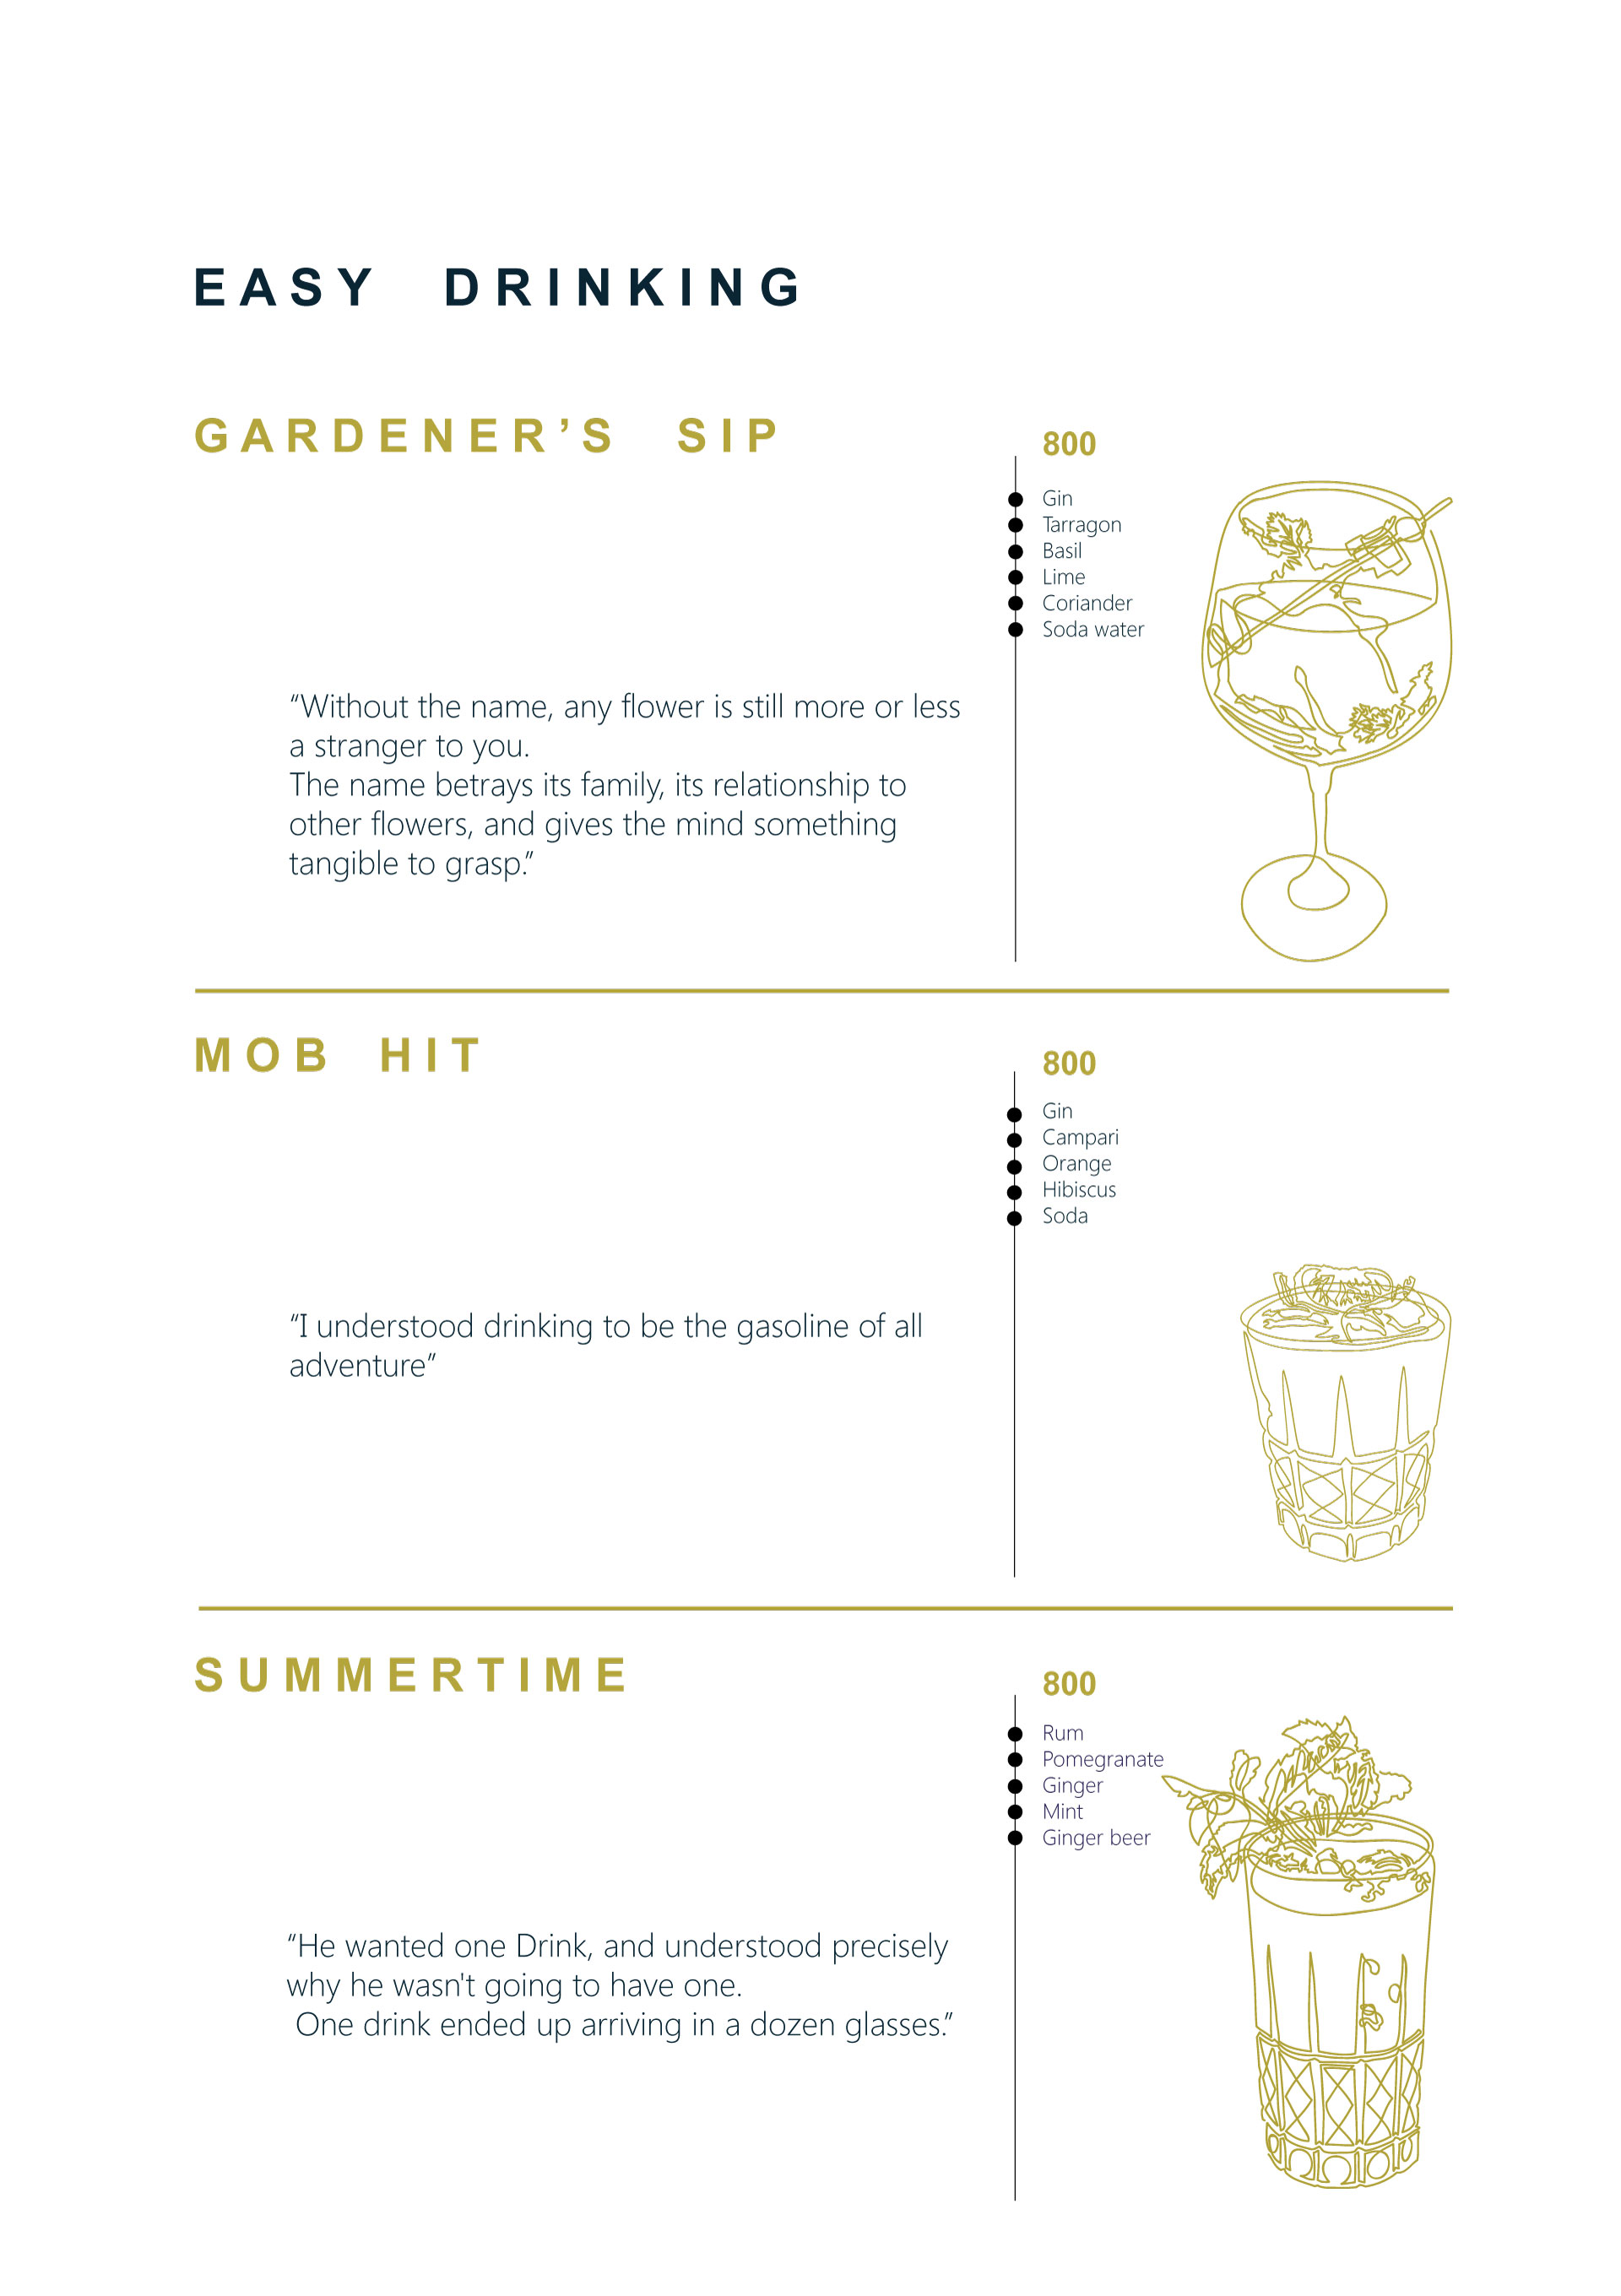 EASY DRINKING
GARDENER’S SIP
800
Gin
Tarragon
Basil
Lime
Coriander
Soda water
“Without the name, any flower is still more or less
a stranger to you.
The name betrays its family, its relationship to
other flowers, and gives the mind something
tangible to grasp.”
MOB HIT
800
Gin
Campari
Orange
Hibiscus
Soda
“I understood drinking to be the gasoline of all
adventure”
SUMMERTIME
800
Rum
Pomegranate
Ginger
Mint
Ginger beer
“He wanted one Drink, and understood precisely
why he wasn't going to have one.
One drink ended up arriving in a dozen glasses.”